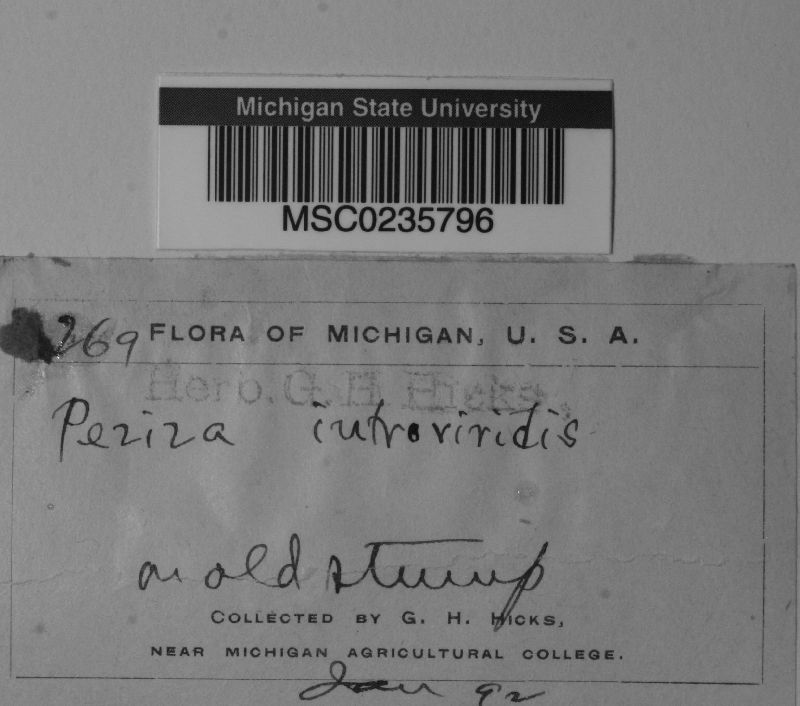 Michigan State University
MSC0235796
269 FLORA OF MICHIGAN, U. S. A.
Herb. G. H. Hicks.
Peziza introviridis
on old stump
COLLECTED BY G. H. HICKS,
NEAR MICHIGAN AGRICULTURAL COLLEGE.
Jan 92